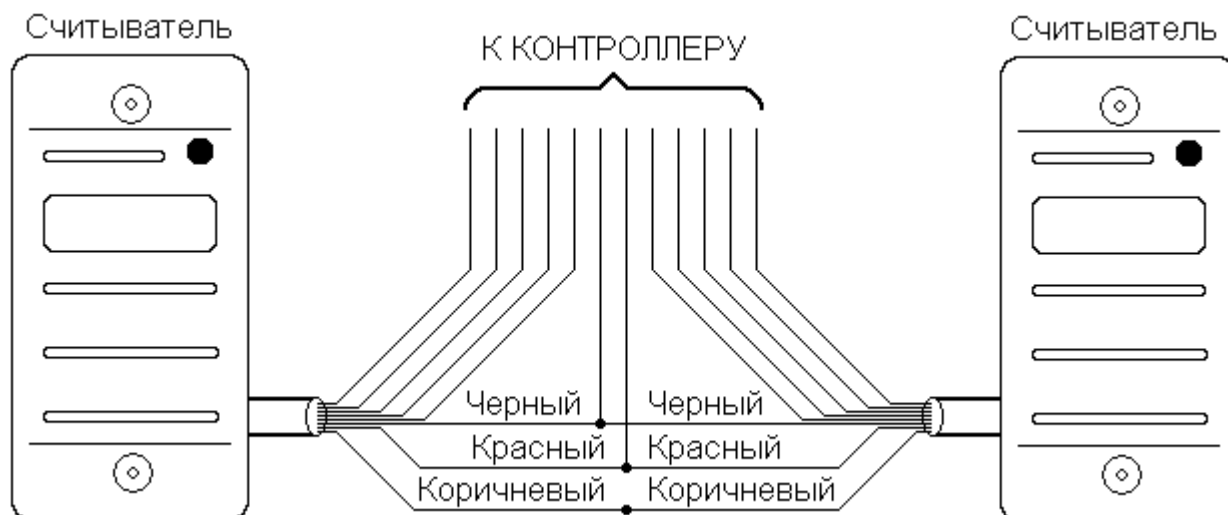 Считыватель
К КОНТРОЛЛЕРУ
Считыватель
Черный
Черный
Красный
Красный
Коричневый
Коричневый